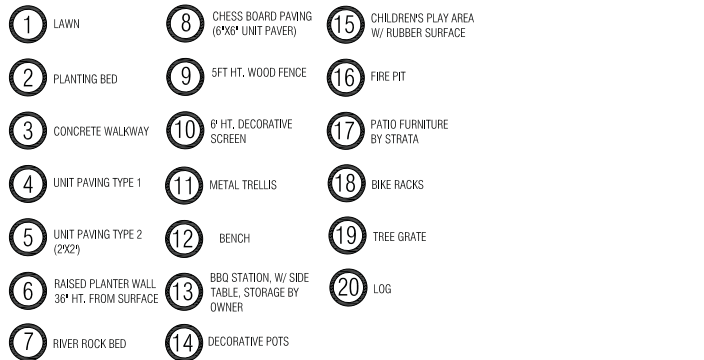 1 LAWN
2 PLANTING BED
3 CONCRETE WALKWAY
4 UNIT PAVING TYPE 1
5 UNIT PAVING TYPE 2
(2'X2')
6 RAISED PLANTER WALL
36" HT. FROM SURFACE
7 RIVER ROCK BED
8 CHESS BOARD PAVING
(6"X6" UNIT PAVER)
9 5FT HT. WOOD FENCE
10 6' HT. DECORATIVE
SCREEN
11 METAL TRELLIS
12 BENCH
13 BBQ STATION, W/ SIDE
TABLE, STORAGE BY
OWNER
14 DECORATIVE POTS
15 CHILDREN'S PLAY AREA
W/ RUBBER SURFACE
16 FIRE PIT
17 PATIO FURNITURE
BY STRATA
18 BIKE RACKS
19 TREE GRATE
20 LOG